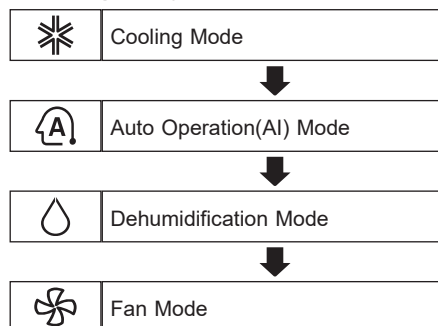 Cooling Mode
A
Auto Operation(AI) Mode
Dehumidification Mode
Fan Mode